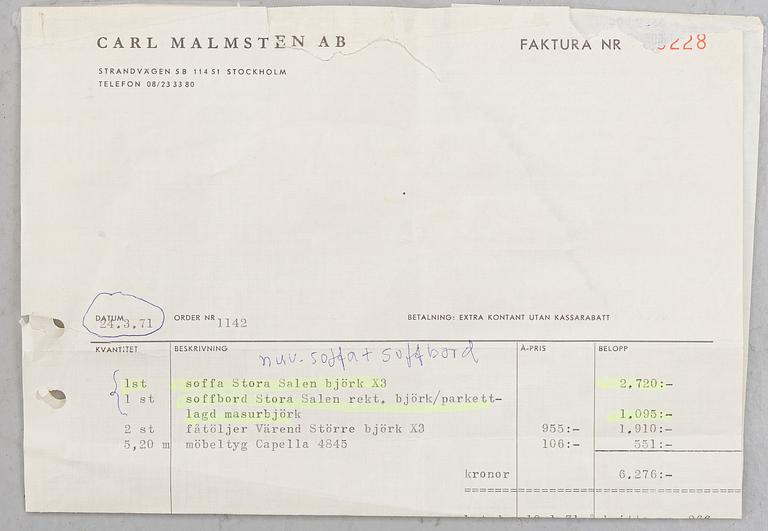 CARL MALMSTEN AB
FAKTURA NR 5228
STRANDVÄGEN 5B 114 51 STOCKHOLM
TELEFON 08/23 33 80
DATUM 24.3.71 ORDER NR 1142 BETALNING: EXTRA KONTANT UTAN KASSARABATT
KVANTITET BESKRIVNING Á-PRIS BELOPP
nuv. soffa + soffbord
1st soffa Stora Salen björk X3 2,720:-
1 st soffbord Stora Salen rekt. björk/parkett-
lagd masurbjörk 1,095:-
2 st fåtöljer Värend Större björk X3 955:- 1,910:-
5,20 m möbeltyg Capella 4845 106:- 551:-
kronor 6,276:-